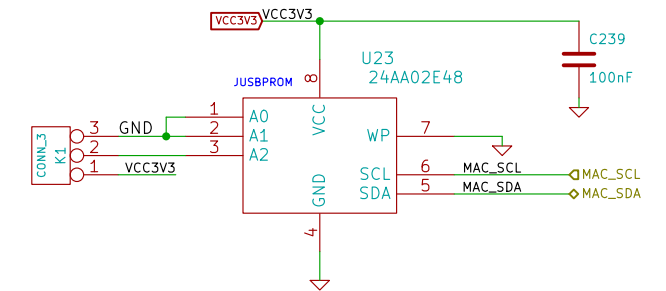 VCC3V3 VCC3V3
C239
100nF
U23
24AA02E48
JUSBPROM
8
VCC
1 A0
2 A1
3 A2
WP 7
SCL 6 MAC_SCL MAC_SCL
SDA 5 MAC_SDA MAC_SDA
GND
4
CONN_3
K1
3 GND
2
1 VCC3V3